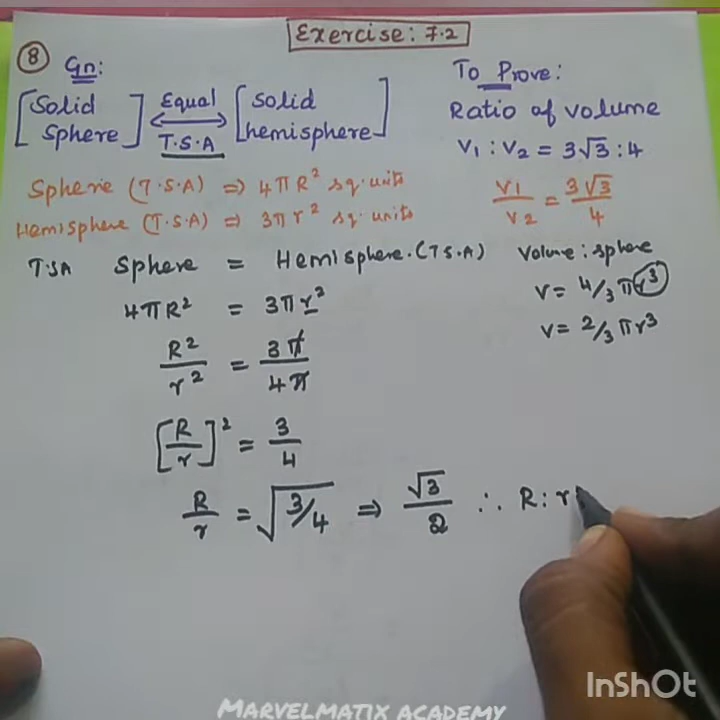 Exercise: 7.2
8 Gn:
[Solid Sphere] Equal ⟷ T.S.A [Solid hemisphere]
To Prove:
Ratio of volume
V1 : V2 = 3√3 : 4
Sphere (T.S.A) ⇒ 4πR² sq. units
Hemisphere (T.S.A) ⇒ 3πr² sq. units
V1/V2 = 3√3/4
T.S.A Sphere = Hemisphere. (T.S.A)
4πR² = 3πr²
R²/r² = 3π/4π
[R/r]² = 3/4
R/r = √3/4 ⇒ √3/2 ∴ R : r
Volume : sphere
V = 4/3 πr³
V = 2/3 πr³
InShOt
MARVELMATIX ACADEMY